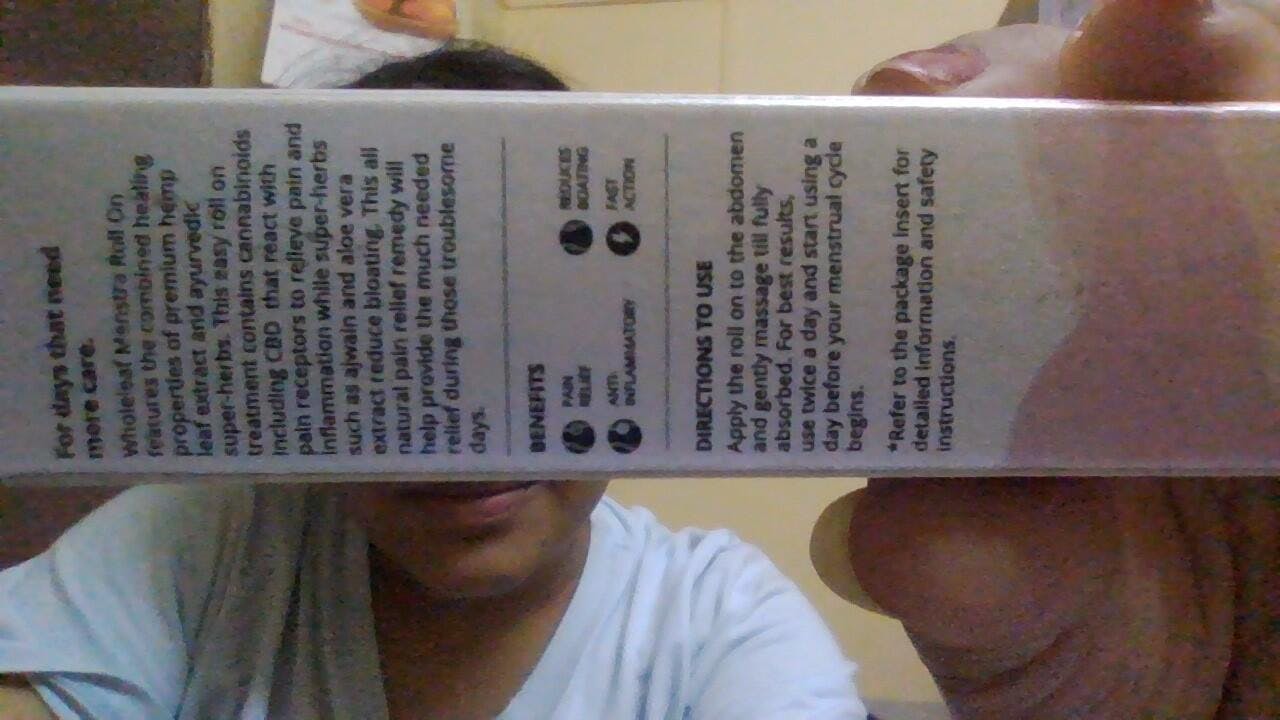 For days that need
more care.
Wholeleaf Menstra Roll On
features the combined healing
properties of premium hemp
leaf extract and ayurvedic
super-herbs. This easy roll on
treatment contains cannabinoids
including CBD that react with
pain receptors to relieve pain and
inflammation while super-herbs
such as ajwain and aloe vera
extract reduce bloating. This all
natural pain relief remedy will
help provide the much needed
relief during those troublesome
days.
BENEFITS
PAIN
RELIEF
REDUCES
BLOATING
ANTI-
INFLAMMATORY
FAST
ACTION
DIRECTIONS TO USE
Apply the roll on to the abdomen
and gently massage till fully
absorbed. For best results,
use twice a day and start using a
day before your menstrual cycle
begins.
*Refer to the package insert for
detailed information and safety
instructions.